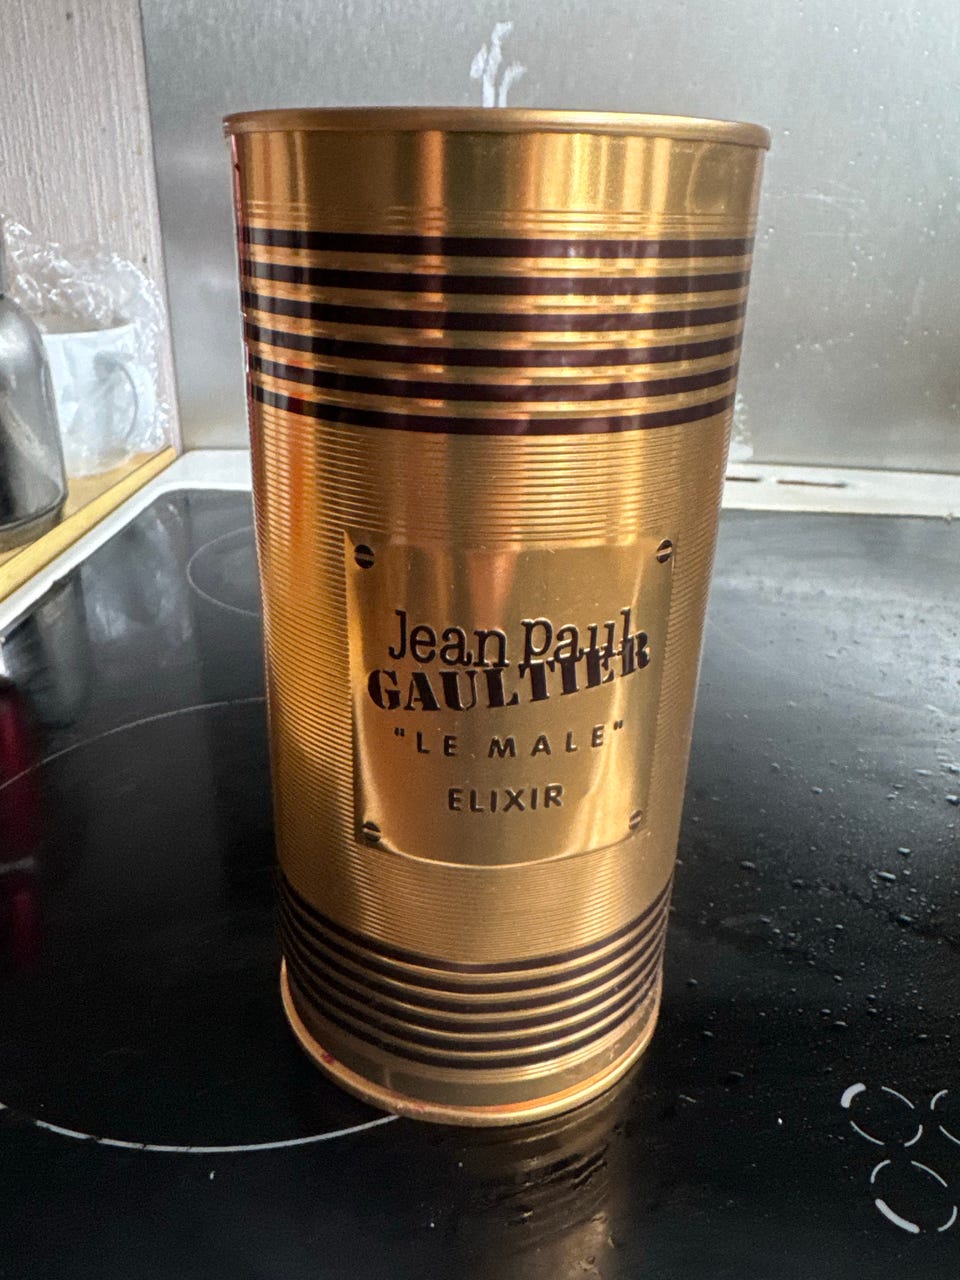 Jean Paul
GAULTIER
"LE MALE"
ELIXIR